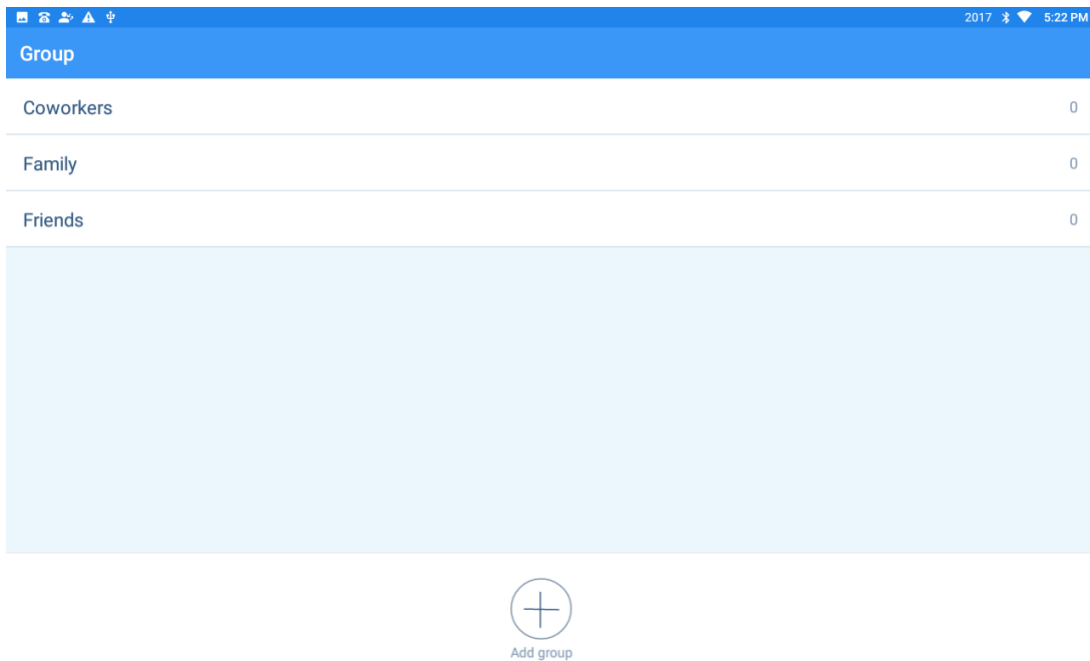 2017 5:22 PM
Group
Coworkers 0
Family 0
Friends 0
Add group